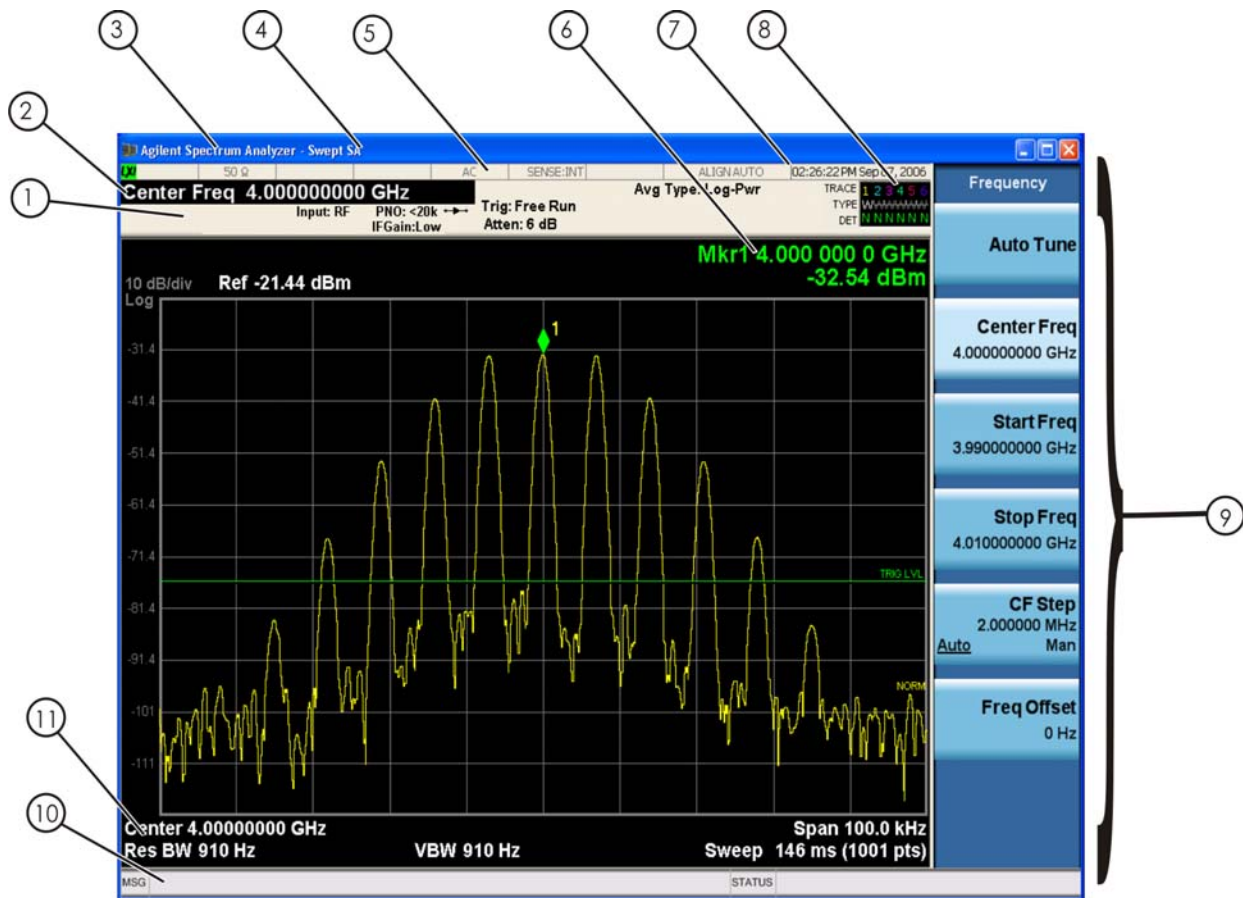 3
4
5
6
7
8
2
Agilent Spectrum Analyzer - Swept SA
LXI
50 Ω
AC
SENSE:INT
ALIGN AUTO
02:26:22 PM Sep 07, 2006
Center Freq 4.000000000 GHz
Avg Type: Log-Pwr
TRACE 1 2 3 4 5 6
TYPE
DET N N N N N N
1
Input: RF
PNO: <20k
IFGain:Low
Trig: Free Run
Atten: 6 dB
Mkr1 4.000 000 0 GHz
-32.54 dBm
10 dB/div
Log
Ref -21.44 dBm
1
-31.4
-41.4
-51.4
-61.4
-71.4
TRIG LVL
-81.4
-91.4
NORM
-101
-111
Center 4.00000000 GHz
Span 100.0 kHz
Res BW 910 Hz
VBW 910 Hz
Sweep 146 ms (1001 pts)
MSG
STATUS
Frequency
Auto Tune
Center Freq
4.000000000 GHz
Start Freq
3.990000000 GHz
Stop Freq
4.010000000 GHz
CF Step
2.000000 MHz
Auto Man
Freq Offset
0 Hz
9
11
10